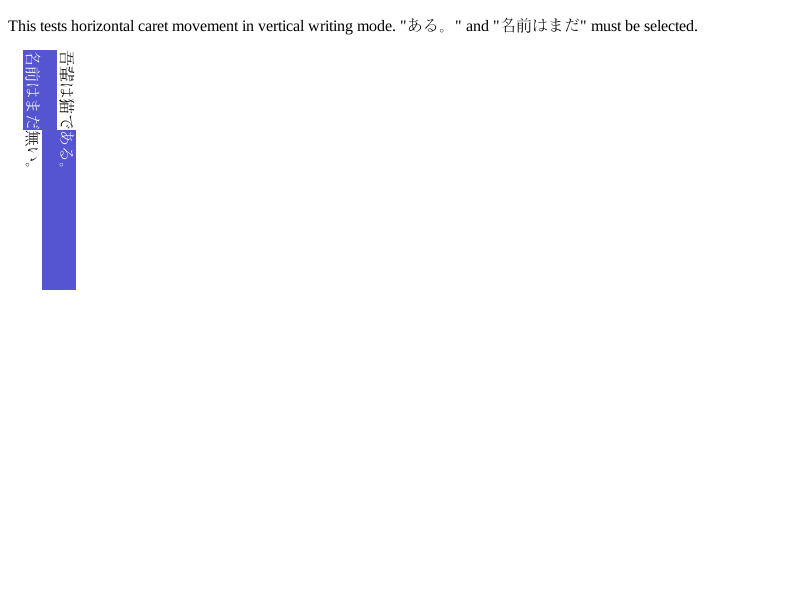 This tests horizontal caret movement in vertical writing mode. "ある。" and "名前はまだ" must be selected.
吾輩は猫である。
名前はまだ無い。